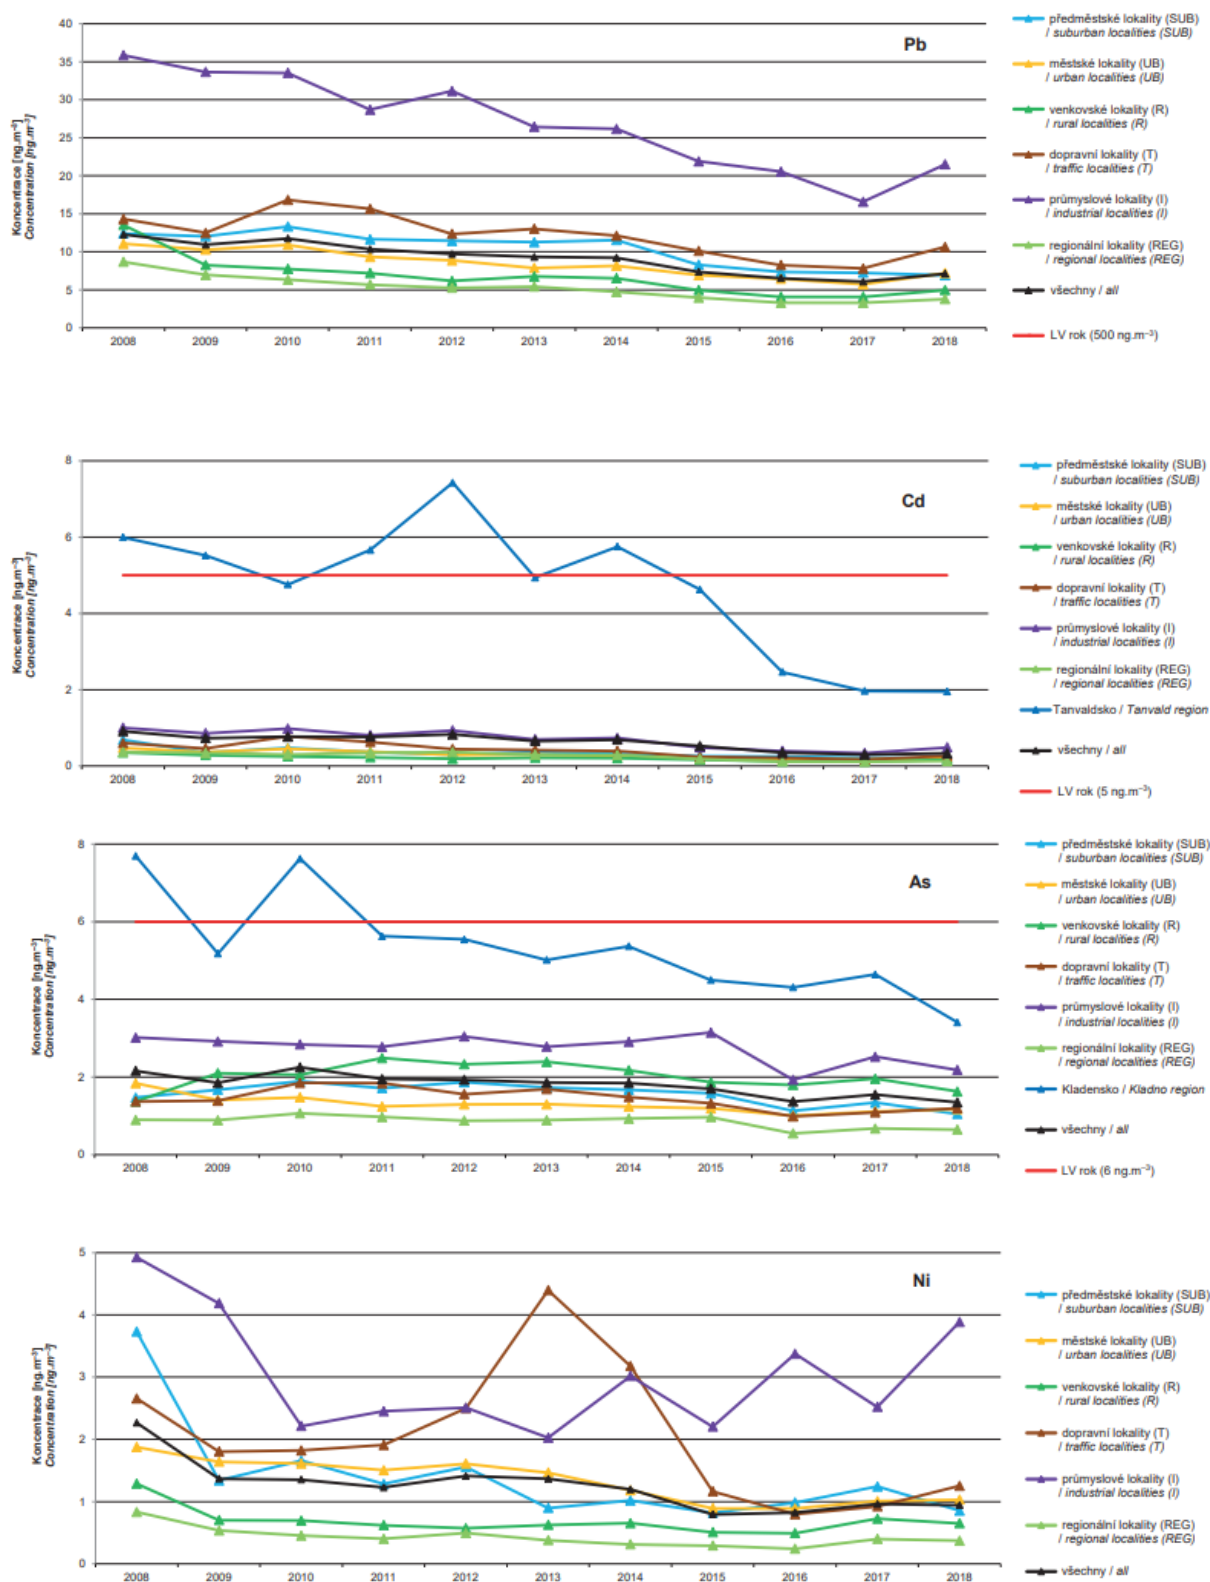 Pb
Koncentrace [ng.m⁻³]
Concentration [ng.m⁻³]
40
35
30
25
20
15
10
5
0
2008 2009 2010 2011 2012 2013 2014 2015 2016 2017 2018
předměstské lokality (SUB)
/ suburban localities (SUB)
městské lokality (UB)
/ urban localities (UB)
venkovské lokality (R)
/ rural localities (R)
dopravní lokality (T)
/ traffic localities (T)
průmyslové lokality (I)
/ industrial localities (I)
regionální lokality (REG)
/ regional localities (REG)
všechny / all
LV rok (500 ng.m⁻³)
Cd
Koncentrace [ng.m⁻³]
Concentration [ng.m⁻³]
8
6
4
2
0
2008 2009 2010 2011 2012 2013 2014 2015 2016 2017 2018
předměstské lokality (SUB)
/ suburban localities (SUB)
městské lokality (UB)
/ urban localities (UB)
venkovské lokality (R)
/ rural localities (R)
dopravní lokality (T)
/ traffic localities (T)
průmyslové lokality (I)
/ industrial localities (I)
regionální lokality (REG)
/ regional localities (REG)
Tanvaldsko / Tanvald region
všechny / all
LV rok (5 ng.m⁻³)
As
Koncentrace [ng.m⁻³]
Concentration [ng.m⁻³]
8
6
4
2
0
2008 2009 2010 2011 2012 2013 2014 2015 2016 2017 2018
předměstské lokality (SUB)
/ suburban localities (SUB)
městské lokality (UB)
/ urban localities (UB)
venkovské lokality (R)
/ rural localities (R)
dopravní lokality (T)
/ traffic localities (T)
průmyslové lokality (I)
/ industrial localities (I)
regionální lokality (REG)
/ regional localities (REG)
Kladensko / Kladno region
všechny / all
LV rok (6 ng.m⁻³)
Ni
Koncentrace [ng.m⁻³]
Concentration [ng.m⁻³]
5
4
3
2
1
0
2008 2009 2010 2011 2012 2013 2014 2015 2016 2017 2018
předměstské lokality (SUB)
/ suburban localities (SUB)
městské lokality (UB)
/ urban localities (UB)
venkovské lokality (R)
/ rural localities (R)
dopravní lokality (T)
/ traffic localities (T)
průmyslové lokality (I)
/ industrial localities (I)
regionální lokality (REG)
/ regional localities (REG)
všechny / all